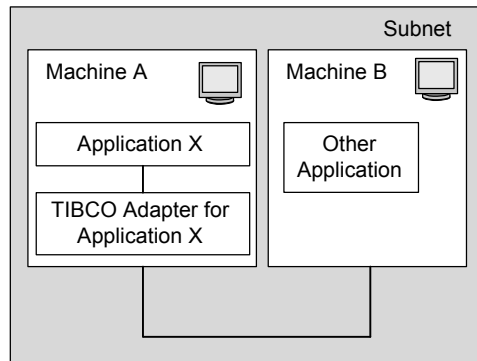 Subnet
Machine A
Application X
TIBCO Adapter for
Application X
Machine B
Other
Application